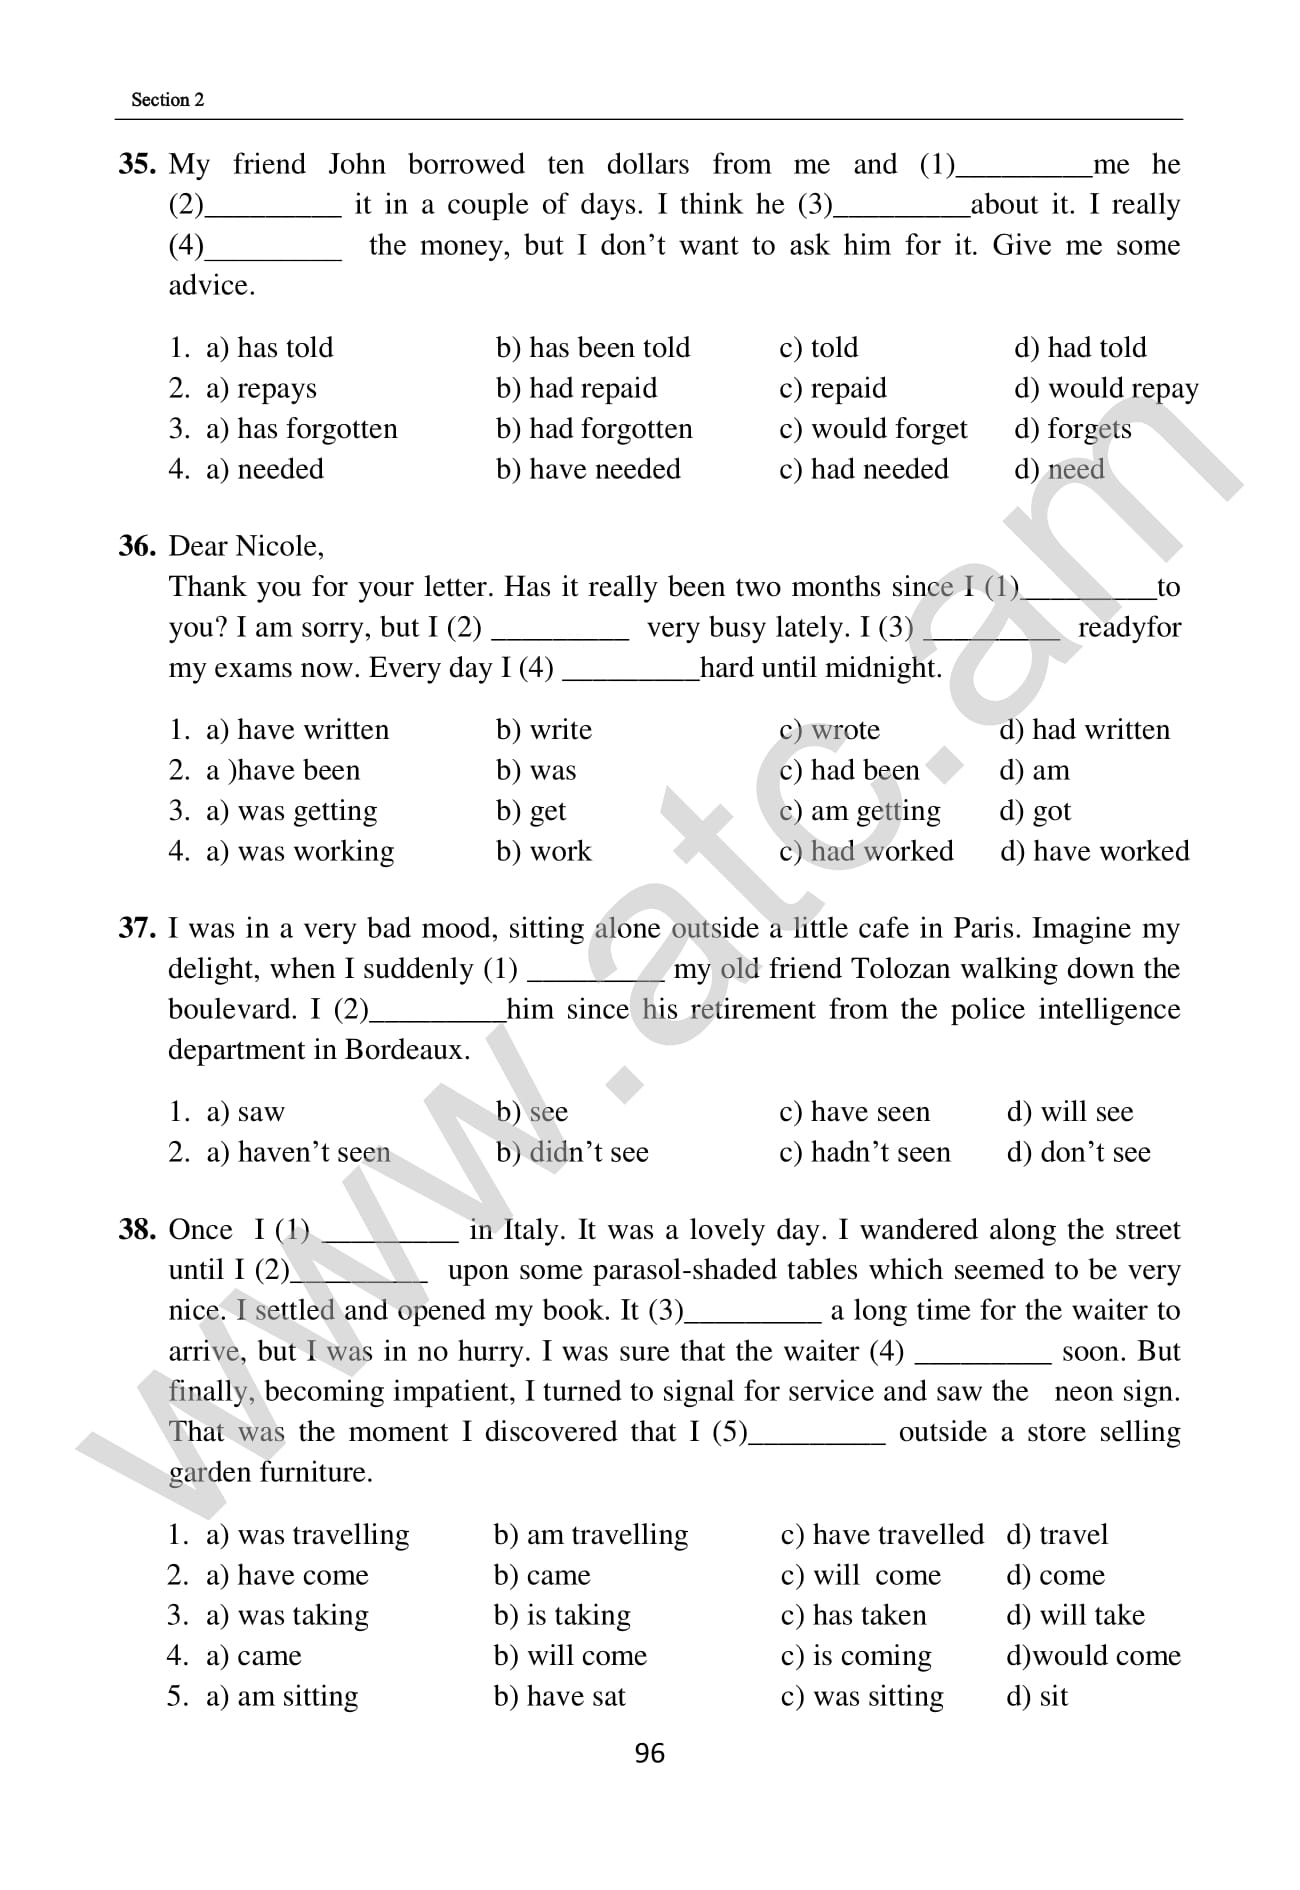 Section 2
35. My friend John borrowed ten dollars from me and (1)_________me he
(2)_________ it in a couple of days. I think he (3)_________about it. I really
(4)_________ the money, but I don’t want to ask him for it. Give me some
advice.
1. a) has told b) has been told c) told d) had told
2. a) repays b) had repaid c) repaid d) would repay
3. a) has forgotten b) had forgotten c) would forget d) forgets
4. a) needed b) have needed c) had needed d) need
36. Dear Nicole,
Thank you for your letter. Has it really been two months since I (1)_________to
you? I am sorry, but I (2) _________ very busy lately. I (3) _________ readyfor
my exams now. Every day I (4) _________hard until midnight.
1. a) have written b) write c) wrote d) had written
2. a )have been b) was c) had been d) am
3. a) was getting b) get c) am getting d) got
4. a) was working b) work c) had worked d) have worked
37. I was in a very bad mood, sitting alone outside a little cafe in Paris. Imagine my
delight, when I suddenly (1) _________ my old friend Tolozan walking down the
boulevard. I (2)_________him since his retirement from the police intelligence
department in Bordeaux.
1. a) saw b) see c) have seen d) will see
2. a) haven’t seen b) didn’t see c) hadn’t seen d) don’t see
38. Once I (1) _________ in Italy. It was a lovely day. I wandered along the street
until I (2)_________ upon some parasol-shaded tables which seemed to be very
nice. I settled and opened my book. It (3)_________ a long time for the waiter to
arrive, but I was in no hurry. I was sure that the waiter (4) _________ soon. But
finally, becoming impatient, I turned to signal for service and saw the neon sign.
That was the moment I discovered that I (5)_________ outside a store selling
garden furniture.
1. a) was travelling b) am travelling c) have travelled d) travel
2. a) have come b) came c) will come d) come
3. a) was taking b) is taking c) has taken d) will take
4. a) came b) will come c) is coming d)would come
5. a) am sitting b) have sat c) was sitting d) sit
96
www.atc.am